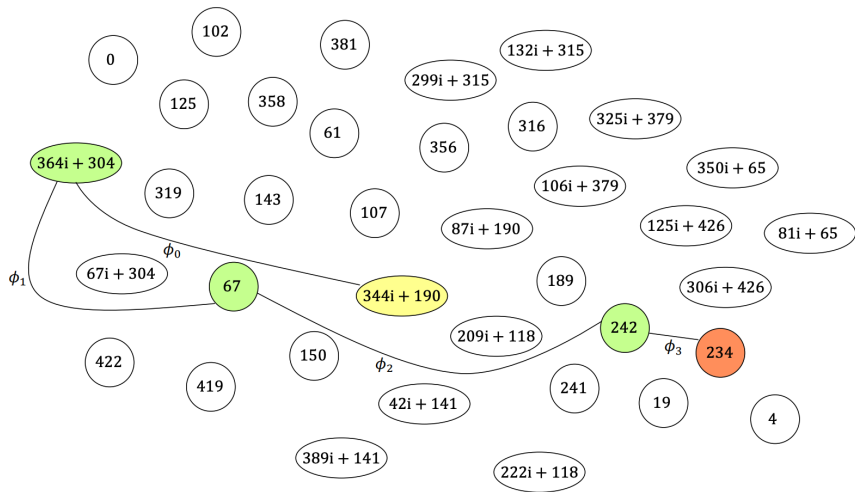 102
381
132i + 315
0
299i + 315
125
358
61
316
325i + 379
356
364i + 304
350i + 65
319
143
106i + 379
107
87i + 190
125i + 426
81i + 65
ϕ₀
ϕ₁
67i + 304
67
344i + 190
189
306i + 426
209i + 118
242
ϕ₃
234
422
150
ϕ₂
419
42i + 141
241
19
4
389i + 141
222i + 118